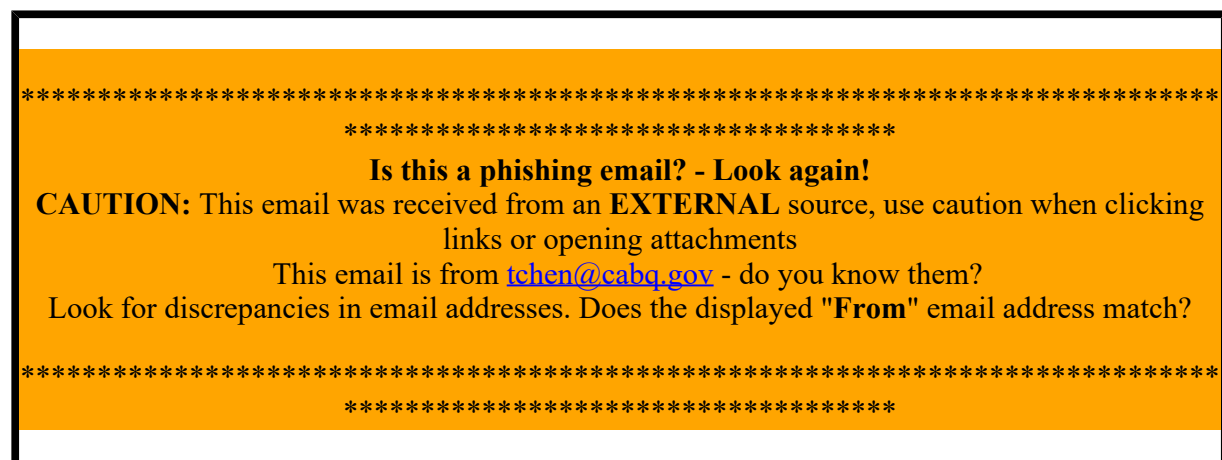 ******************************************************************************
************************************
Is this a phishing email? - Look again!
CAUTION: This email was received from an EXTERNAL source, use caution when clicking
links or opening attachments
This email is from tchen@cabq.gov - do you know them?
Look for discrepancies in email addresses. Does the displayed "From" email address match?
******************************************************************************
************************************